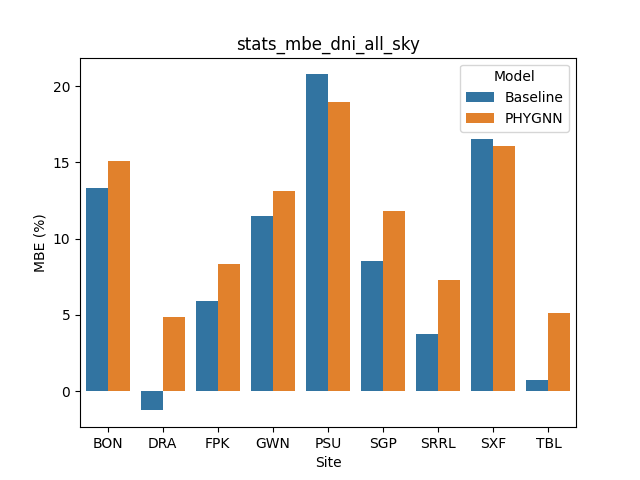 stats_mbe_dni_all_sky
Model
Baseline
PHYGNN
MBE (%)
20
15
10
5
0
BON DRA FPK GWN PSU SGP SRRL SXF TBL
Site